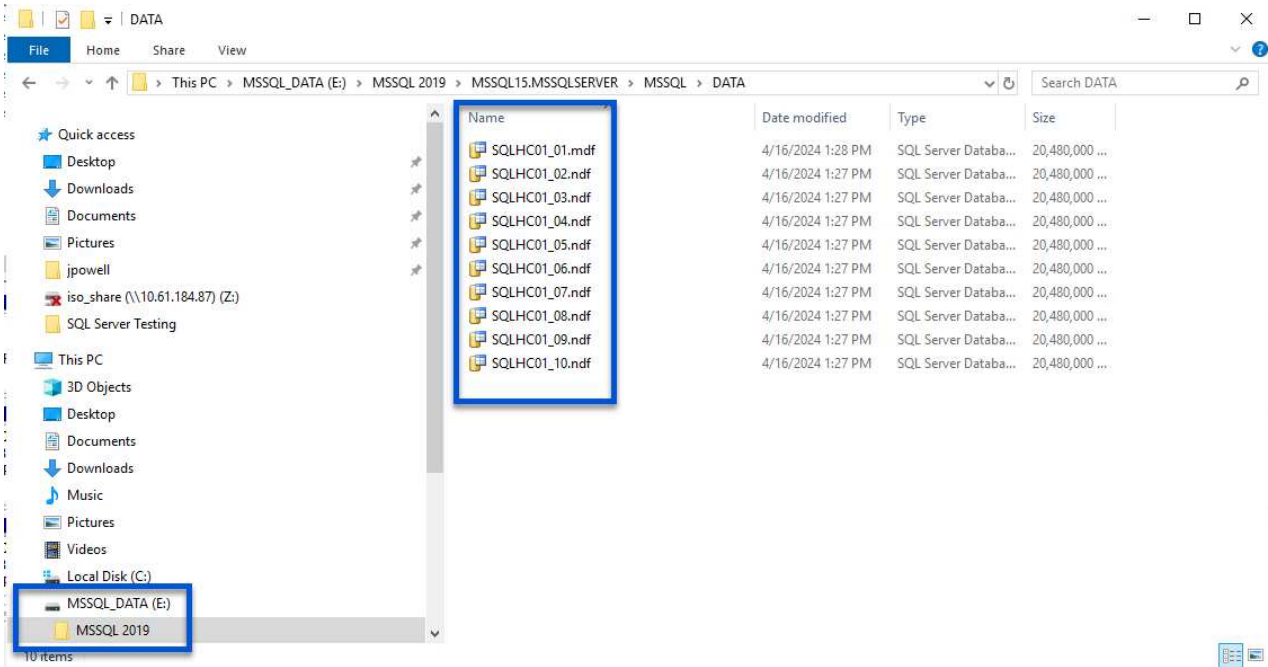 DATA
File Home Share View
This PC > MSSQL_DATA (E:) > MSSQL 2019 > MSSQL15.MSSQLSERVER > MSSQL > DATA
Search DATA
Quick access
Desktop
Downloads
Documents
Pictures
jpowell
iso_share (\\10.61.184.87) (Z:)
SQL Server Testing
This PC
3D Objects
Desktop
Documents
Downloads
Music
Pictures
Videos
Local Disk (C:)
MSSQL_DATA (E:)
MSSQL 2019
Name Date modified Type Size
SQLHC01_01.mdf 4/16/2024 1:28 PM SQL Server Databa... 20,480,000 ...
SQLHC01_02.ndf 4/16/2024 1:27 PM SQL Server Databa... 20,480,000 ...
SQLHC01_03.ndf 4/16/2024 1:27 PM SQL Server Databa... 20,480,000 ...
SQLHC01_04.ndf 4/16/2024 1:27 PM SQL Server Databa... 20,480,000 ...
SQLHC01_05.ndf 4/16/2024 1:27 PM SQL Server Databa... 20,480,000 ...
SQLHC01_06.ndf 4/16/2024 1:27 PM SQL Server Databa... 20,480,000 ...
SQLHC01_07.ndf 4/16/2024 1:27 PM SQL Server Databa... 20,480,000 ...
SQLHC01_08.ndf 4/16/2024 1:27 PM SQL Server Databa... 20,480,000 ...
SQLHC01_09.ndf 4/16/2024 1:27 PM SQL Server Databa... 20,480,000 ...
SQLHC01_10.ndf 4/16/2024 1:27 PM SQL Server Databa... 20,480,000 ...
10 items